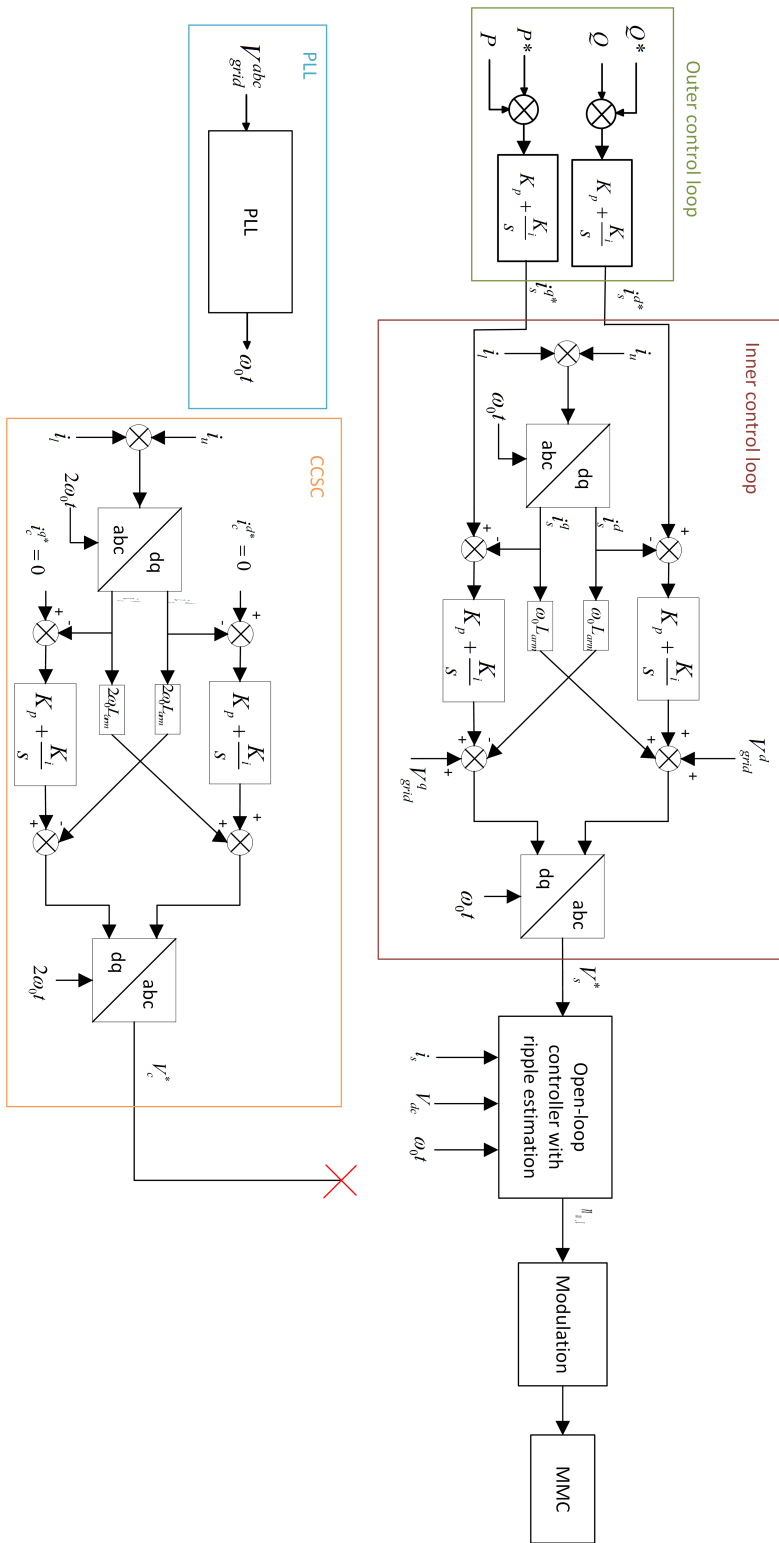 Outer control loop
Q*
Q
P*
P
K_p + K_i/s
K_p + K_i/s
i_s^{d*}
i_s^{q*}
Inner control loop
i_u
i_l
ω₀t
dq
abc
i_s^d
i_s^q
+
-
+
-
K_p + K_i/s
ω₀L_arm
ω₀L_arm
K_p + K_i/s
V_grid^d
+
+
+
+
-
+
V_grid^q
abc
dq
ω₀t
V_s^*
Open-loop
controller with
ripple estimation
i_s
V_dc
ω₀t
Modulation
MMC
PLL
V_grid^abc
PLL
ω₀t
CCSC
i_u
i_l
2ω₀t
dq
abc
i_c^{d*} = 0
i_c^{q*} = 0
+
-
+
-
K_p + K_i/s
2ω₀L_arm
2ω₀L_arm
K_p + K_i/s
+
+
+
-
abc
dq
2ω₀t
V_c^*